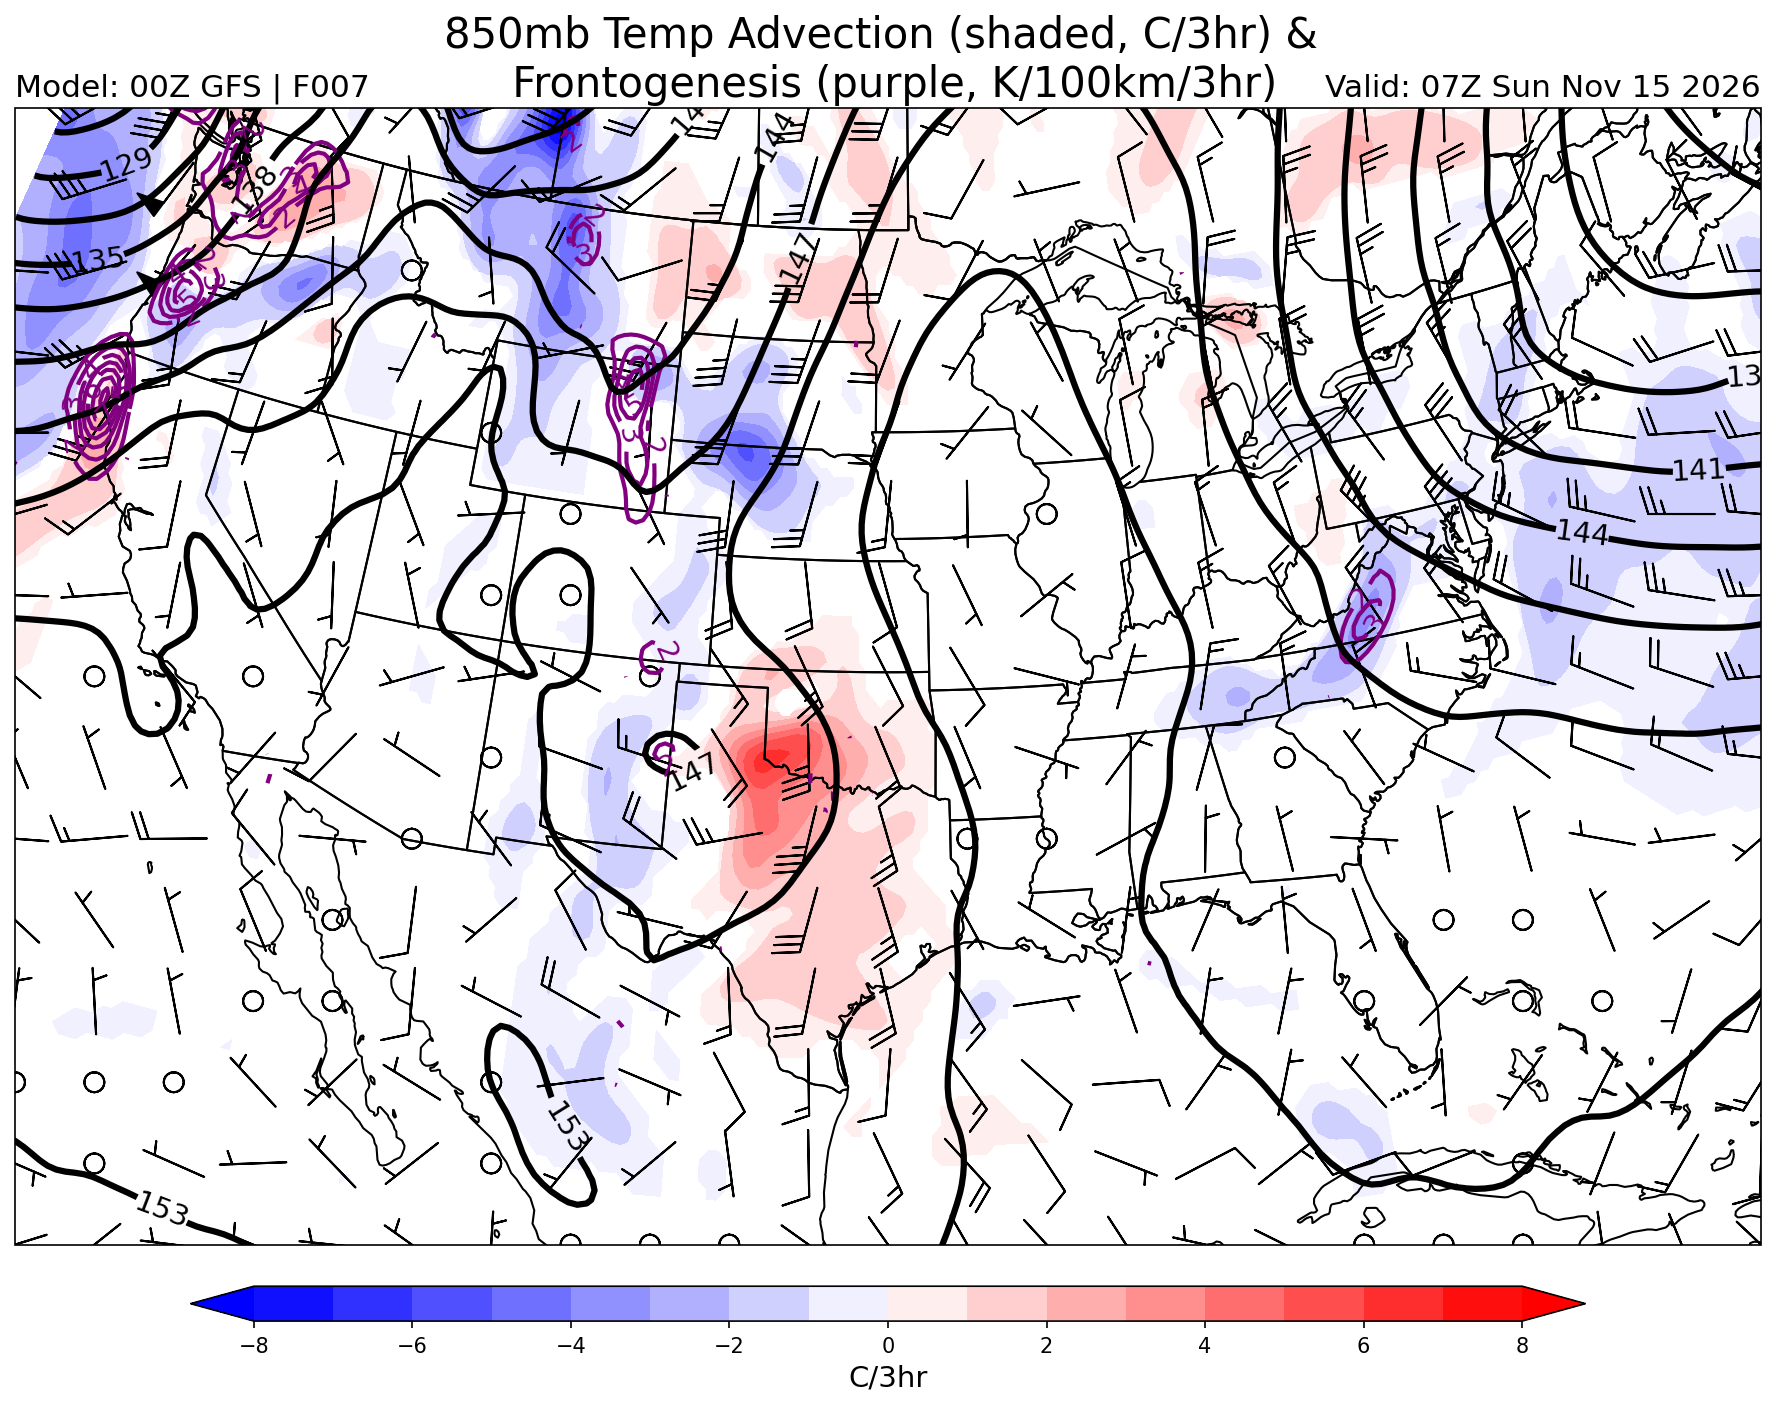 850mb Temp Advection (shaded, C/3hr) &
Model: 00Z GFS | F007
Frontogenesis (purple, K/100km/3hr)
Valid: 07Z Sun Nov 15 2026
129
138
135
144
147
141
144
147
153
153
−8 −6 −4 −2 0 2 4 6 8
C/3hr